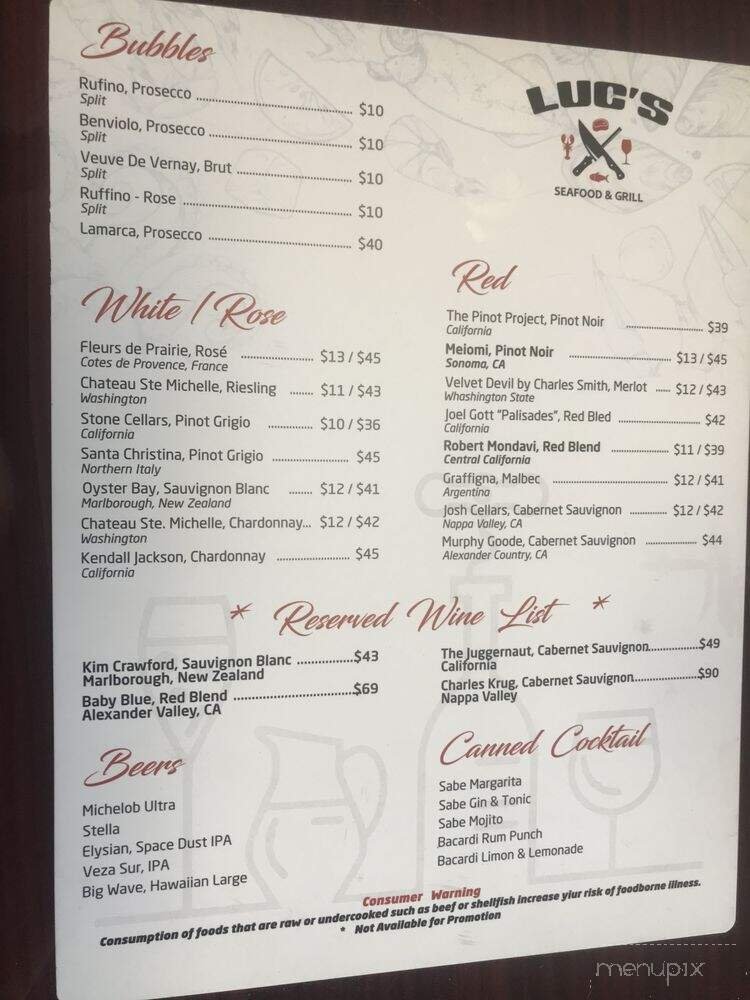 Bubbles
Rufino, Prosecco ........ $10
Split
Benviolo, Prosecco ........ $10
Split
Veuve De Vernay, Brut ........ $10
Split
Ruffino - Rose ........ $10
Split
Lamarca, Prosecco ........ $40
LUC'S
SEAFOOD & GRILL
White / Rose
Fleurs de Prairie, Rosé ........ $13 / $45
Cotes de Provence, France
Chateau Ste Michelle, Riesling ........ $11 / $43
Washington
Stone Cellars, Pinot Grigio ........ $10 / $36
California
Santa Christina, Pinot Grigio ........ $45
Northern Italy
Oyster Bay, Sauvignon Blanc ........ $12 / $41
Marlborough, New Zealand
Chateau Ste. Michelle, Chardonnay... $12 / $42
Washington
Kendall Jackson, Chardonnay ........ $45
California
Red
The Pinot Project, Pinot Noir ........ $39
California
Meiomi, Pinot Noir ........ $13 / $45
Sonoma, CA
Velvet Devil by Charles Smith, Merlot ..... $12 / $43
Whashington State
Joel Gott "Palisades", Red Bled ........ $42
California
Robert Mondavi, Red Blend ........ $11 / $39
Central California
Graffigna, Malbec ........ $12 / $41
Argentina
Josh Cellars, Cabernet Sauvignon ........ $12 / $42
Nappa Valley, CA
Murphy Goode, Cabernet Sauvignon ........ $44
Alexander Country, CA
* Reserved Wine List *
Kim Crawford, Sauvignon Blanc ........$43
Marlborough, New Zealand
Baby Blue, Red Blend ........$69
Alexander Valley, CA
The Juggernaut, Cabernet Sauvignon........$49
California
Charles Krug, Cabernet Sauvignon........$90
Nappa Valley
Beers
Michelob Ultra
Stella
Elysian, Space Dust IPA
Veza Sur, IPA
Big Wave, Hawaiian Large
Canned Cocktail
Sabe Margarita
Sabe Gin & Tonic
Sabe Mojito
Bacardi Rum Punch
Bacardi Limon & Lemonade
Consumer Warning
Consumption of foods that are raw or undercooked such as beef or shellfish increase yiur risk of foodborne illness.
* Not Available for Promotion
menupix